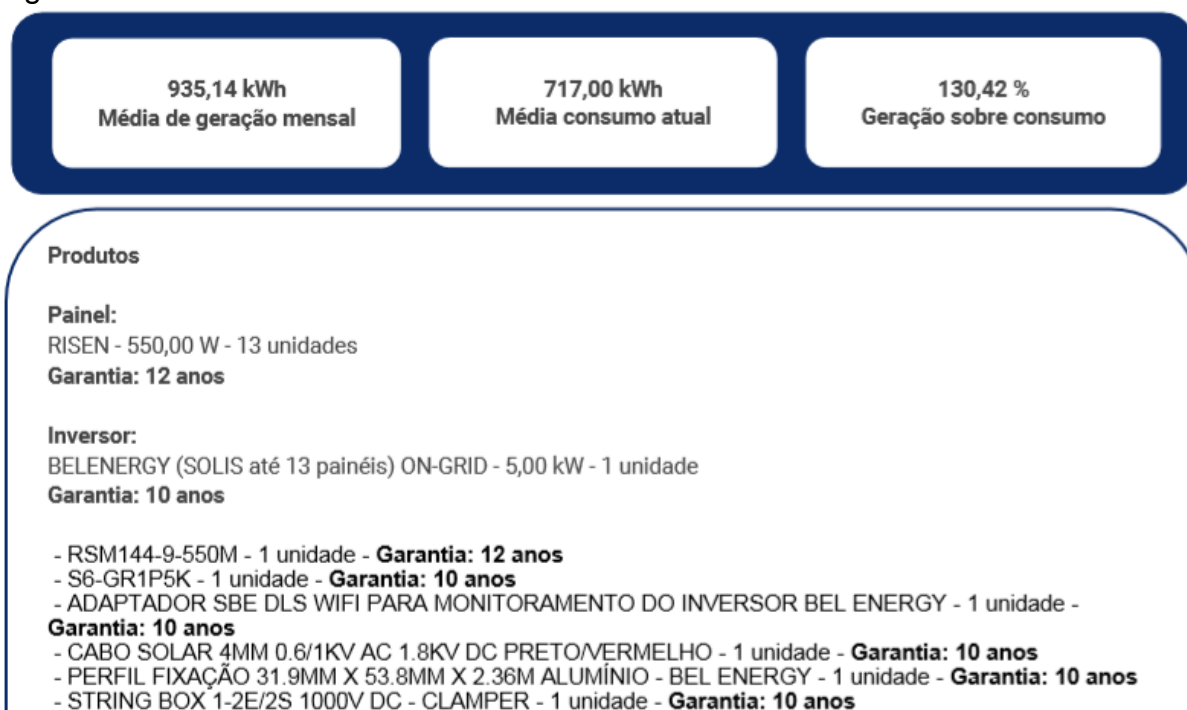 935,14 kWh
Média de geração mensal
717,00 kWh
Média consumo atual
130,42 %
Geração sobre consumo
Produtos
Painel:
RISEN - 550,00 W - 13 unidades
Garantia: 12 anos
Inversor:
BELENERGY (SOLIS até 13 painéis) ON-GRID - 5,00 kW - 1 unidade
Garantia: 10 anos
- RSM144-9-550M - 1 unidade - Garantia: 12 anos
- S6-GR1P5K - 1 unidade - Garantia: 10 anos
- ADAPTADOR SBE DLS WIFI PARA MONITORAMENTO DO INVERSOR BEL ENERGY - 1 unidade -
Garantia: 10 anos
- CABO SOLAR 4MM 0.6/1KV AC 1.8KV DC PRETO/VERMELHO - 1 unidade - Garantia: 10 anos
- PERFIL FIXAÇÃO 31.9MM X 53.8MM X 2.36M ALUMÍNIO - BEL ENERGY - 1 unidade - Garantia: 10 anos
- STRING BOX 1-2E/2S 1000V DC - CLAMPER - 1 unidade - Garantia: 10 anos